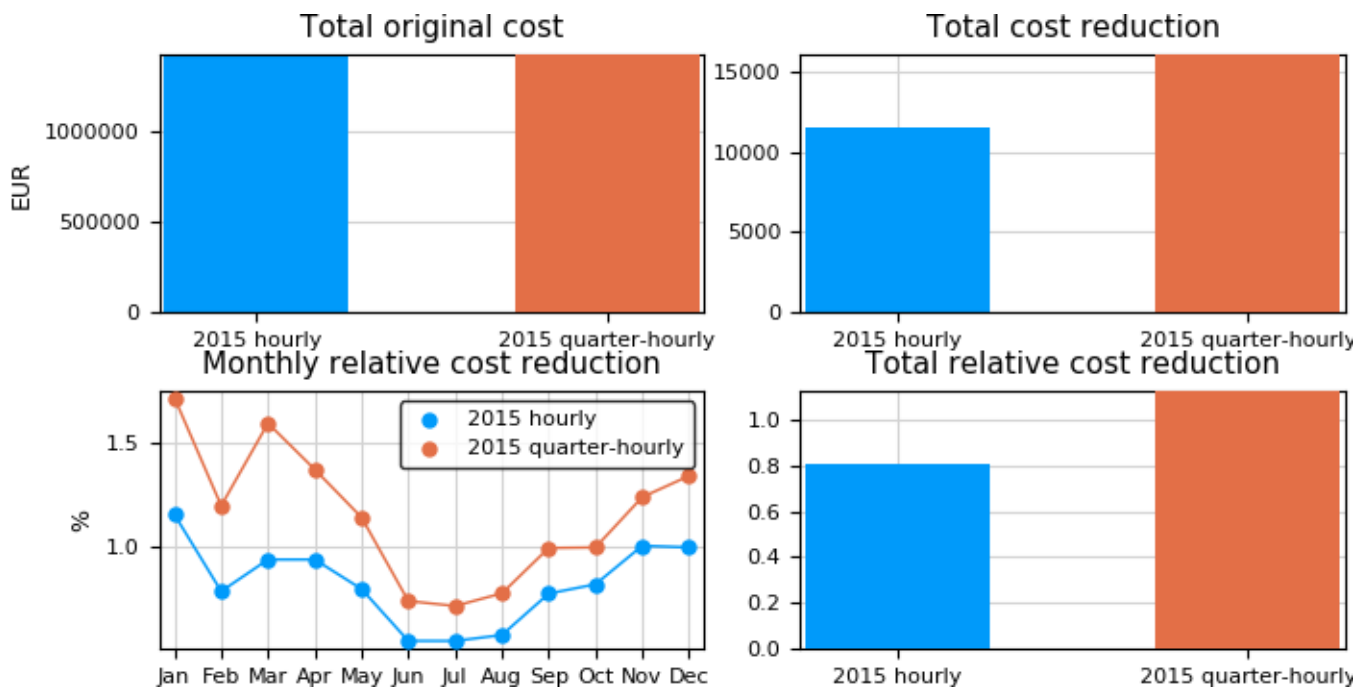 Total original cost
Total cost reduction
EUR
1000000
500000
0
2015 hourly
2015 quarter-hourly
15000
10000
5000
0
2015 hourly
2015 quarter-hourly
Monthly relative cost reduction
Total relative cost reduction
%
1.5
1.0
2015 hourly
2015 quarter-hourly
Jan Feb Mar Apr May Jun Jul Aug Sep Oct Nov Dec
1.0
0.8
0.6
0.4
0.2
0.0
2015 hourly
2015 quarter-hourly